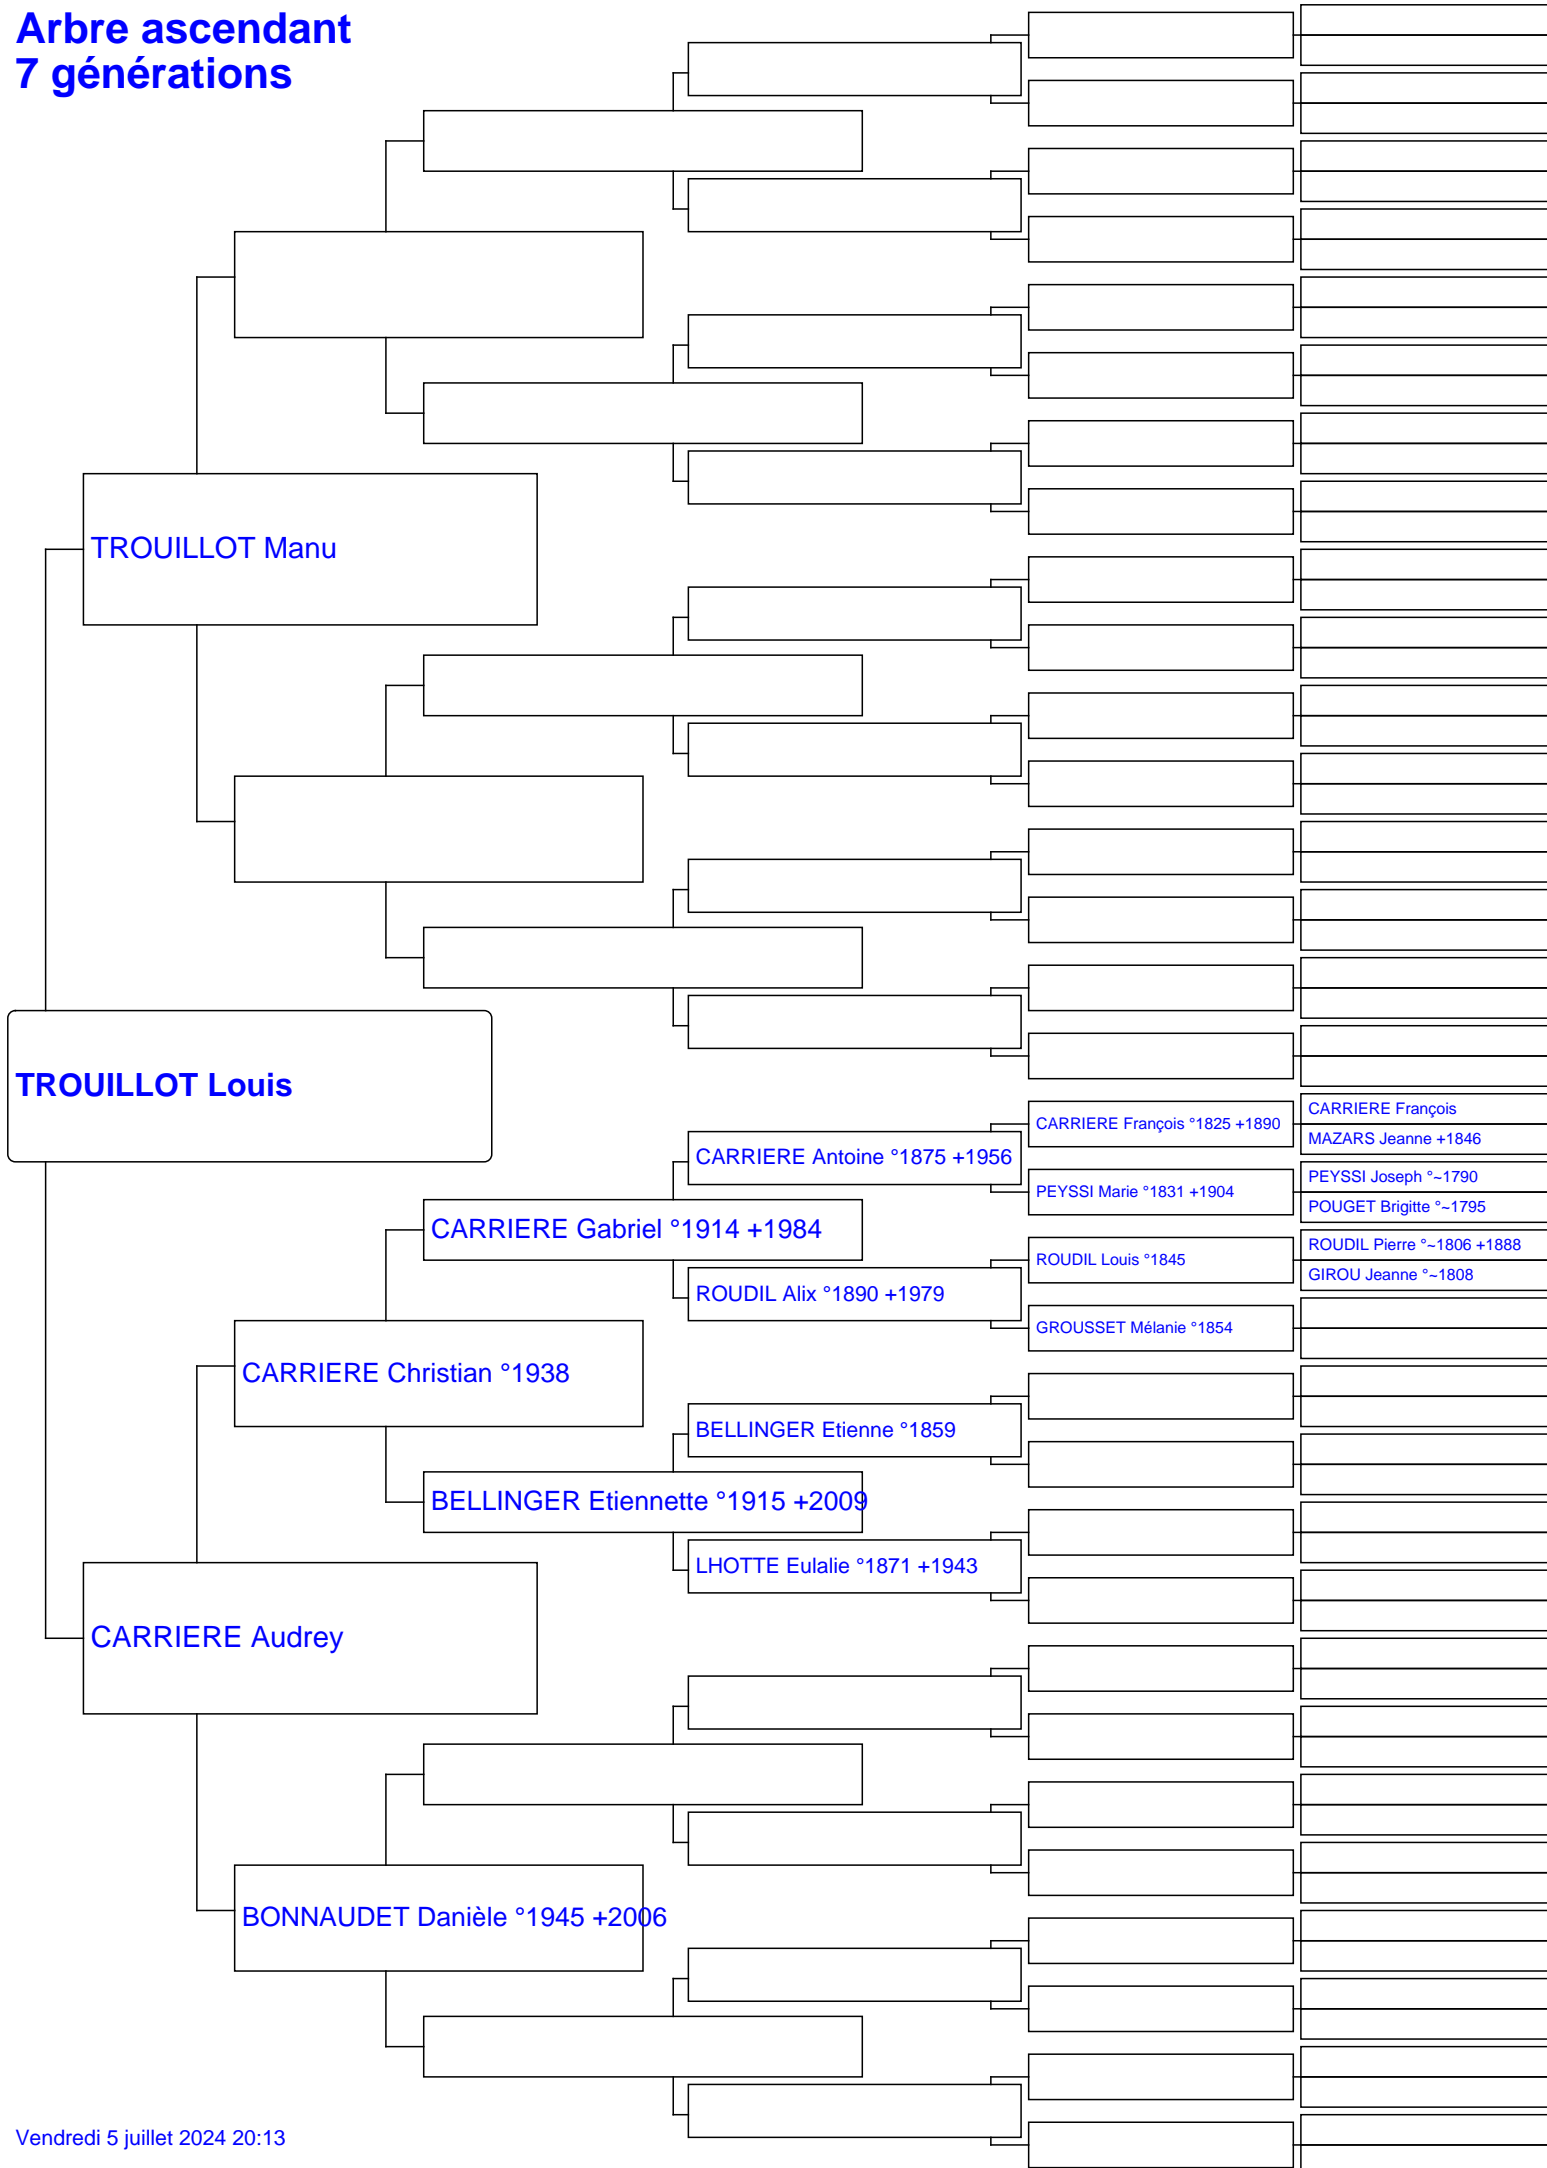 Arbre ascendant
7 générations
TROUILLOT Manu
TROUILLOT Louis
CARRIERE François °1825 +1890
CARRIERE François
MAZARS Jeanne +1846
CARRIERE Antoine °1875 +1956
PEYSSI Marie °1831 +1904
PEYSSI Joseph °~1790
POUGET Brigitte °~1795
CARRIERE Gabriel °1914 +1984
ROUDIL Louis °1845
ROUDIL Pierre °~1806 +1888
GIROU Jeanne °~1808
ROUDIL Alix °1890 +1979
GROUSSET Mélanie °1854
CARRIERE Christian °1938
BELLINGER Etienne °1859
BELLINGER Etiennette °1915 +2009
LHOTTE Eulalie °1871 +1943
CARRIERE Audrey
BONNAUDET Danièle °1945 +2006
Vendredi 5 juillet 2024 20:13